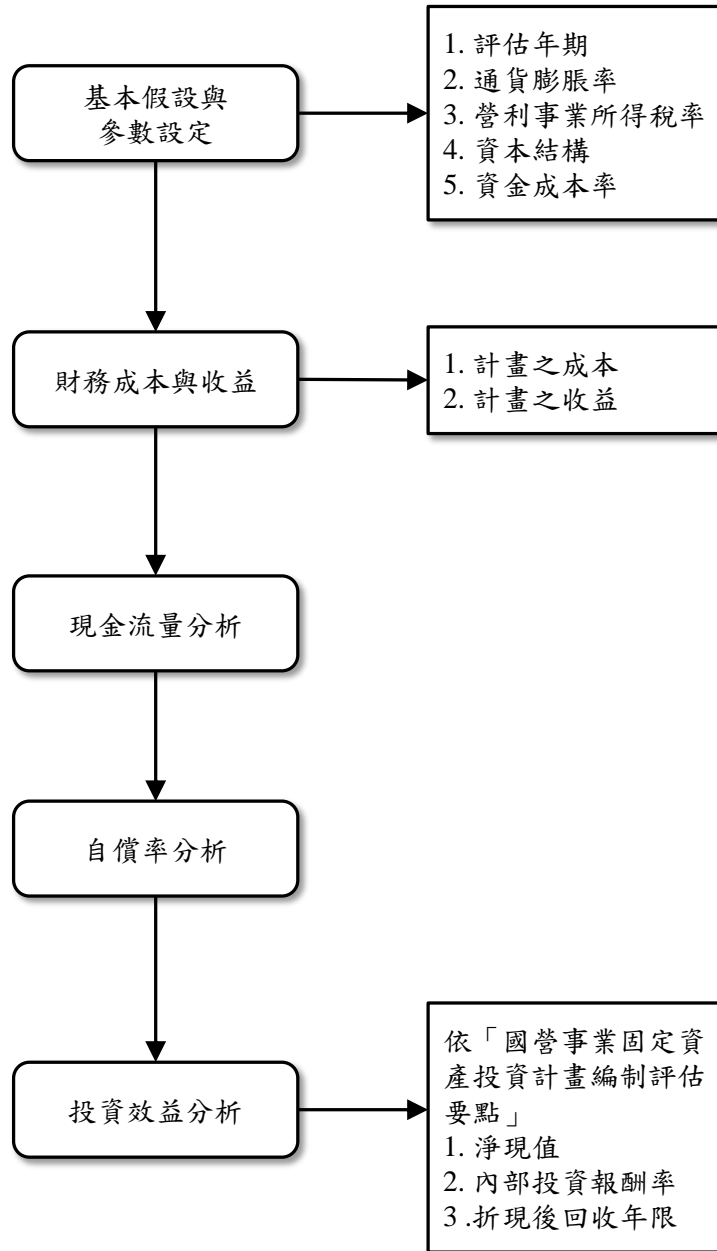 基本假設與
參數設定
1. 評估年期
2. 通貨膨脹率
3. 營利事業所得稅率
4. 資本結構
5. 資金成本率
財務成本與收益
1. 計畫之成本
2. 計畫之收益
現金流量分析
自償率分析
投資效益分析
依「國營事業固定資
產投資計畫編制評估
要點」
1. 淨現值
2. 內部投資報酬率
3 .折現後回收年限